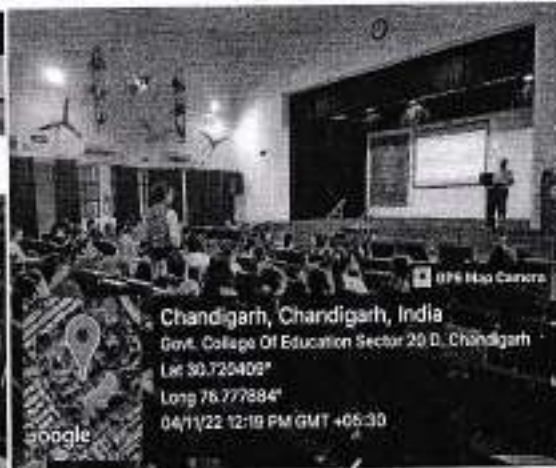 GPS Map Camera
Chandigarh, Chandigarh, India
Govt. College Of Education Sector 20 D, Chandigarh
Lat 30.720409°
Long 76.777884°
04/11/22 12:19 PM GMT +05:30
Google